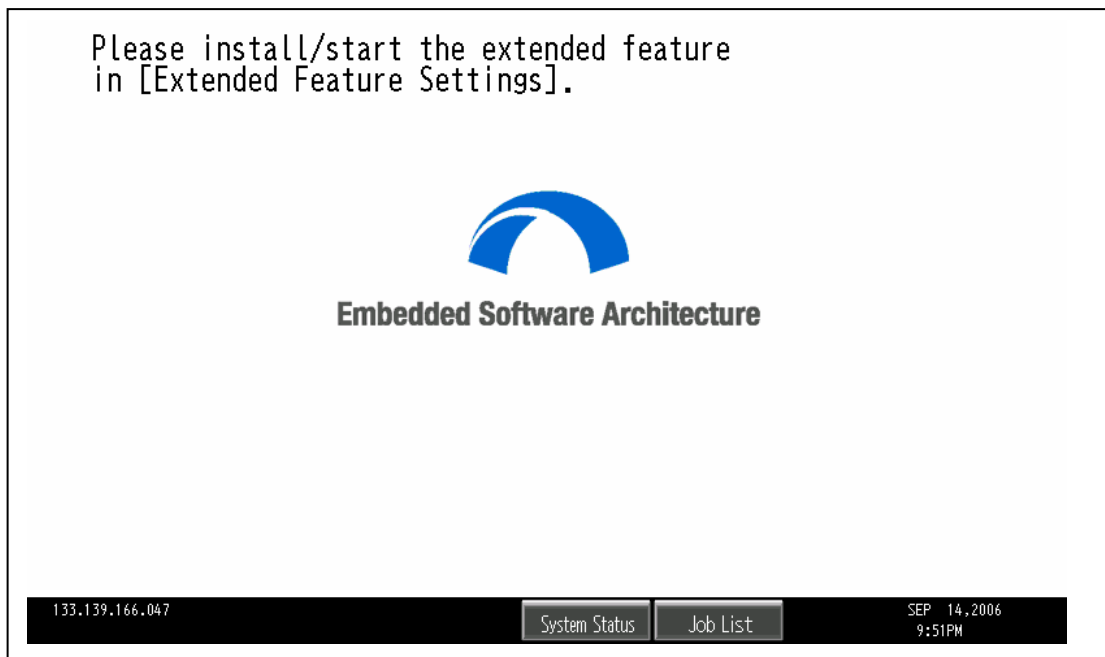 Please install/start the extended feature
in [Extended Feature Settings].
Embedded Software Architecture
133.139.166.047
System Status
Job List
SEP 14,2006
9:51PM